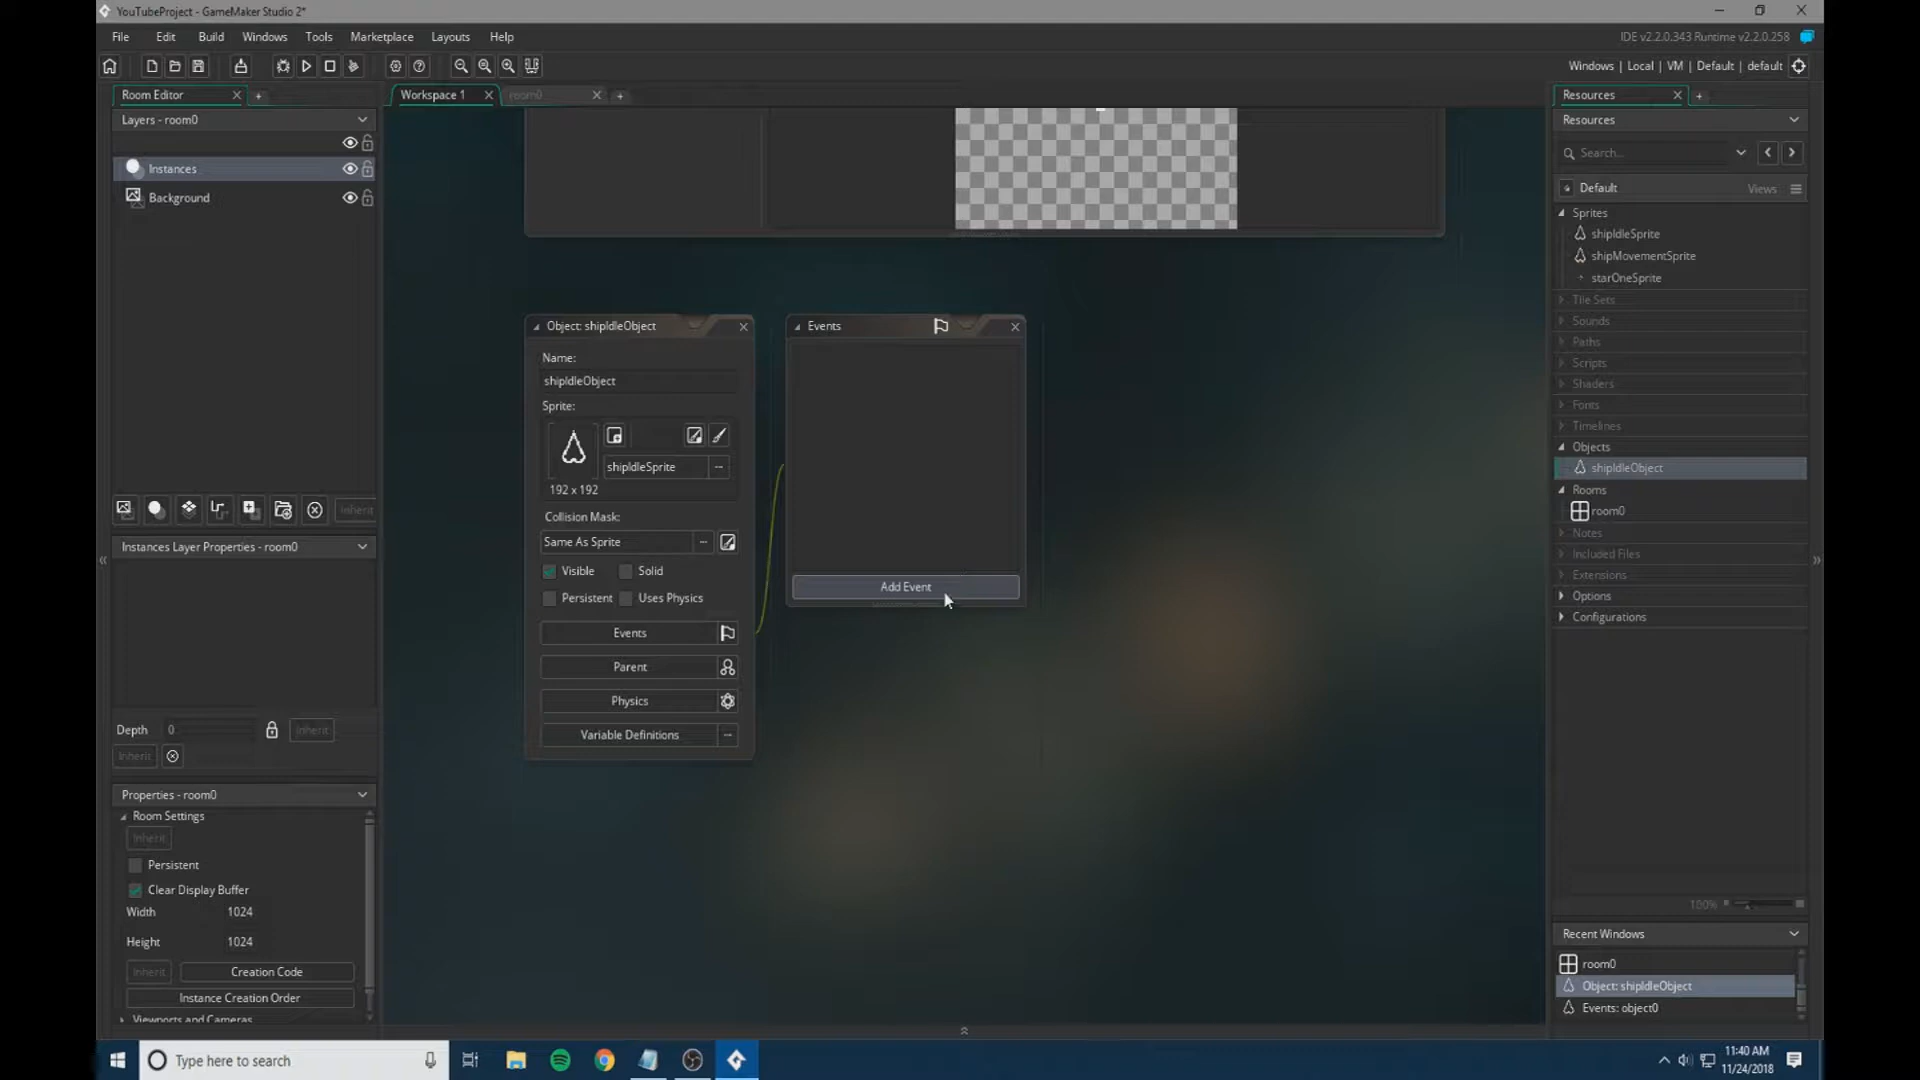 YouTubeProject - GameMaker Studio 2*
File Edit Build Windows Tools Marketplace Layouts Help
IDE v2.2.0.343 Runtime v2.2.0.258
Windows | Local | VM | Default | default
Room Editor
Layers - room0
Instances
Background
Inherit
Instances Layer Properties - room0
Depth 0 Inherit
Inherit
Properties - room0
Room Settings
Inherit
Persistent
Clear Display Buffer
Width 1024
Height 1024
Inherit Creation Code
Instance Creation Order
Viewports and Cameras
Workspace 1
room0
Object: shipIdleObject
Name:
shipIdleObject
Sprite:
shipIdleSprite
192 x 192
Collision Mask:
Same As Sprite
Visible Solid
Persistent Uses Physics
Events
Parent
Physics
Variable Definitions
Events
Add Event
Resources
Resources
Search...
Default Views
Sprites
shipIdleSprite
shipMovementSprite
starOneSprite
Tile Sets
Sounds
Paths
Scripts
Shaders
Fonts
Timelines
Objects
shipIdleObject
Rooms
room0
Notes
Included Files
Extensions
Options
Configurations
100%
Recent Windows
room0
Object: shipIdleObject
Events: object0
Type here to search
11:40 AM
11/24/2018